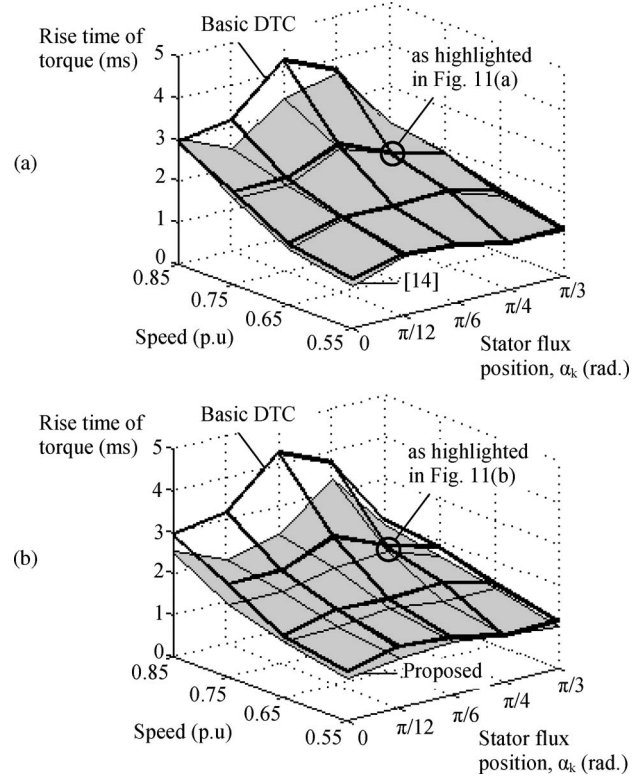 Rise time of
torque (ms)
Basic DTC
as highlighted
in Fig. 11(a)
5
4
3
2
1
0
(a)
[14]
0.85
0.75
0.65
0.55
Speed (p.u)
0
π/12
π/6
π/4
π/3
Stator flux
position, αk (rad.)
Rise time of
torque (ms)
Basic DTC
as highlighted
in Fig. 11(b)
5
4
3
2
1
0
(b)
Proposed
0.85
0.75
0.65
0.55
Speed (p.u)
0
π/12
π/6
π/4
π/3
Stator flux
position, αk (rad.)